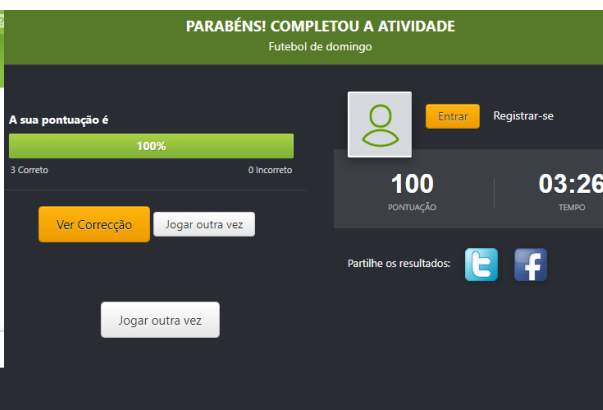 PARABÉNS! COMPLETOU A ATIVIDADE
Futebol de domingo
A sua pontuação é
100%
3 Correto
0 Incorreto
Ver Correcção
Jogar outra vez
Jogar outra vez
Entrar
Registrar-se
100
PONTUAÇÃO
03:26
TEMPO
Partilhe os resultados: